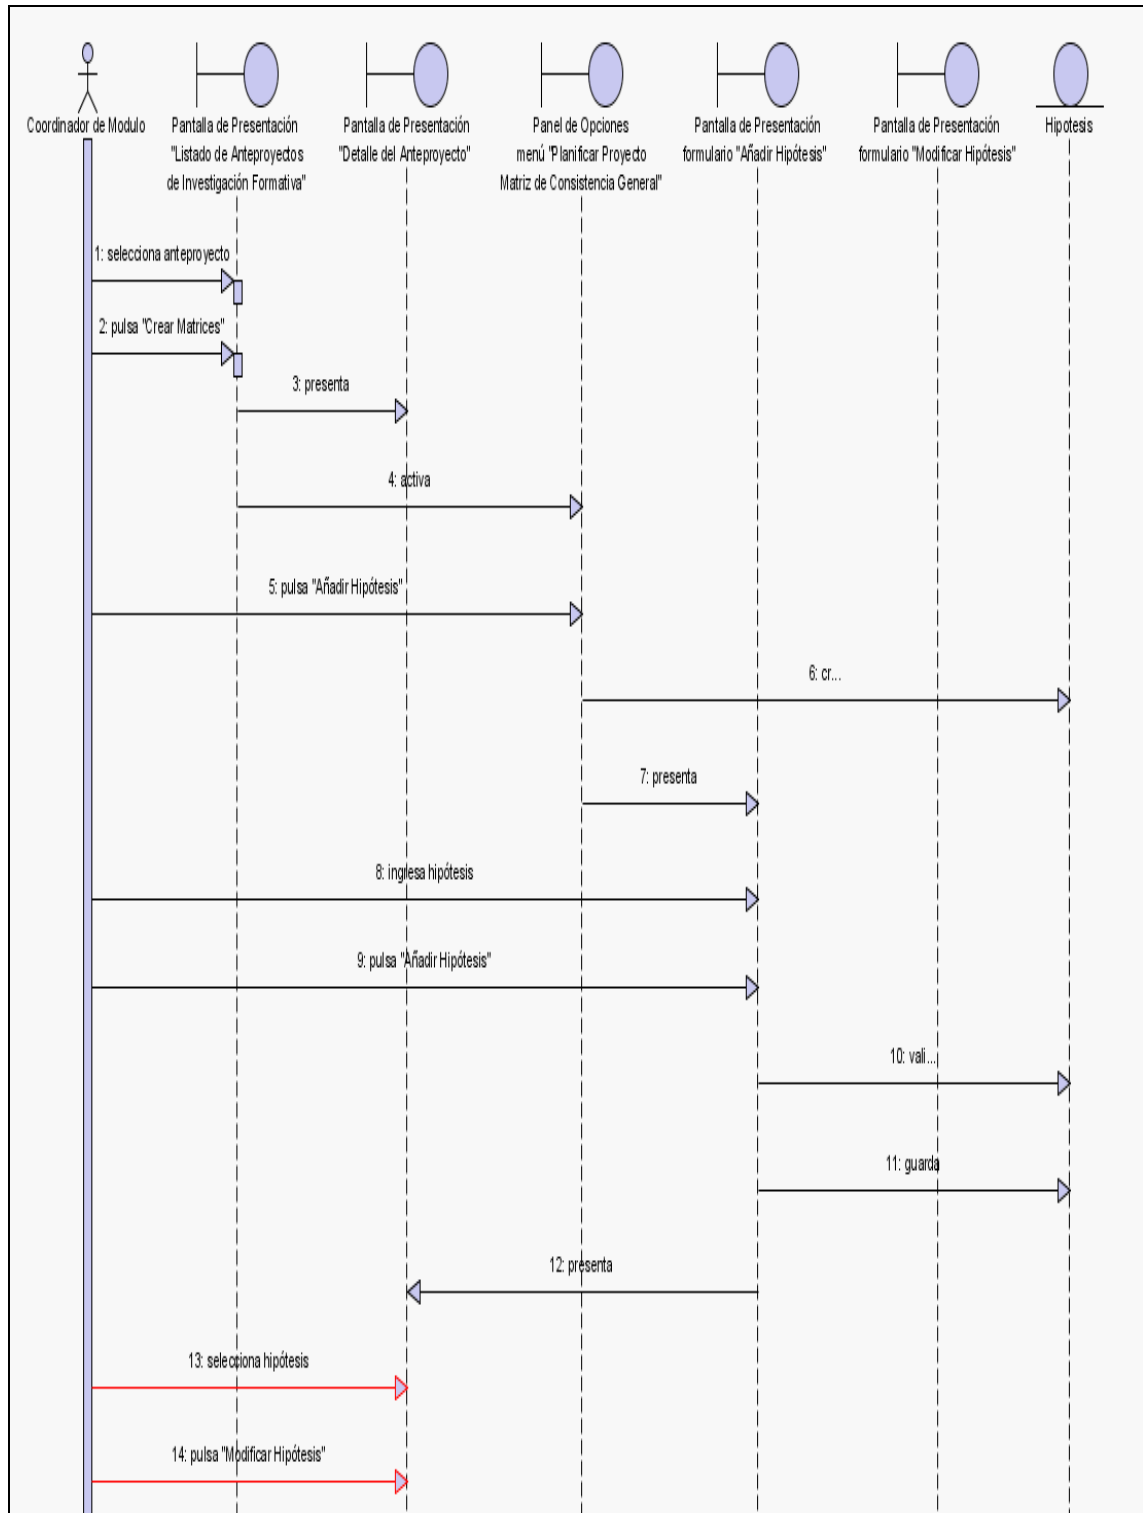 Coordinador de Modulo
Pantalla de Presentación
"Listado de Anteproyectos
de Investigación Formativa"
Pantalla de Presentación
"Detalle del Anteproyecto"
Panel de Opciones
menú "Planificar Proyecto
Matriz de Consistencia General"
Pantalla de Presentación
formulario "Añadir Hipótesis"
Pantalla de Presentación
formulario "Modificar Hipótesis"
Hipotesis
1: selecciona anteproyecto
2: pulsa "Crear Matrices"
3: presenta
4: activa
5: pulsa "Añadir Hipótesis"
6: cr...
7: presenta
8: ingresa hipótesis
9: pulsa "Añadir Hipótesis"
10: vali...
11: guarda
12: presenta
13: selecciona hipótesis
14: pulsa "Modificar Hipótesis"